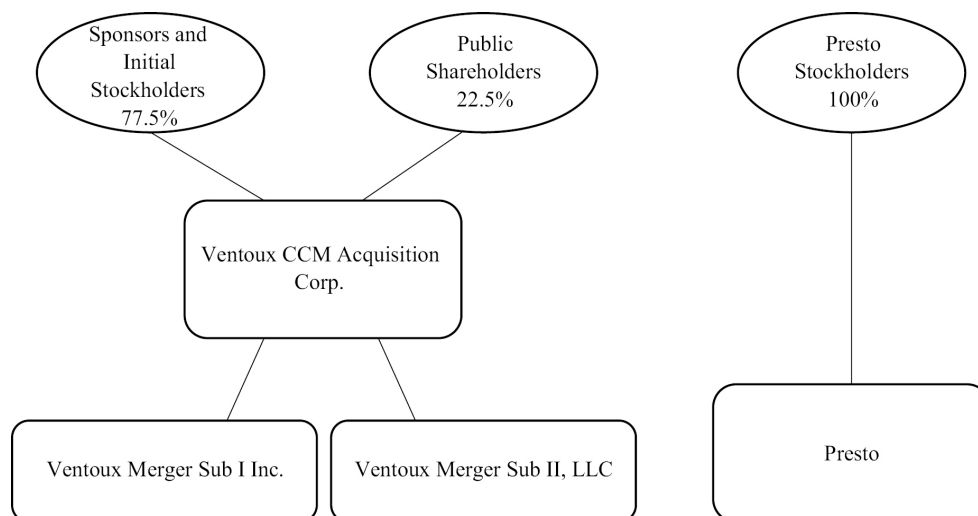 Sponsors and
Initial
Stockholders
77.5%
Public
Shareholders
22.5%
Presto
Stockholders
100%
Ventoux CCM Acquisition
Corp.
Ventoux Merger Sub I Inc.
Ventoux Merger Sub II, LLC
Presto